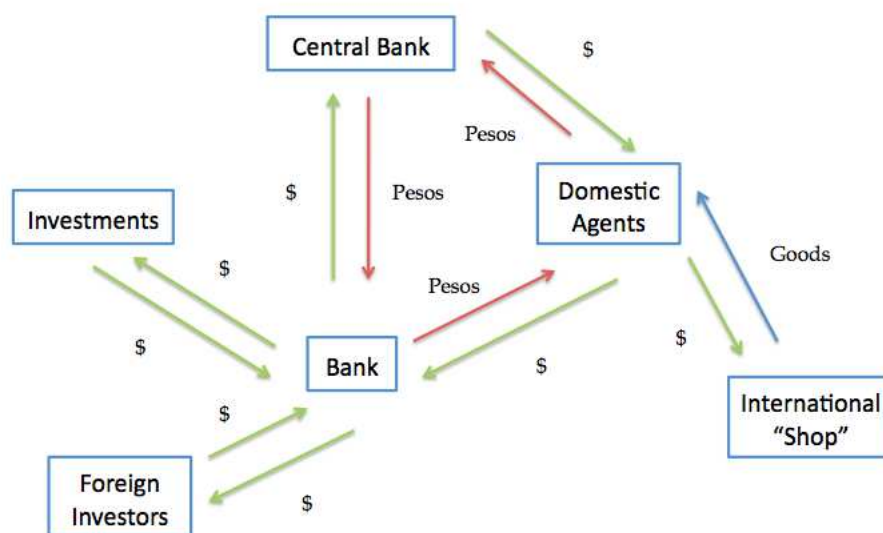 Central Bank
$
Pesos
Domestic
Agents
$
Pesos
Investments
$
Goods
Pesos
$
$
$
Bank
$
International
"Shop"
$
Foreign
Investors